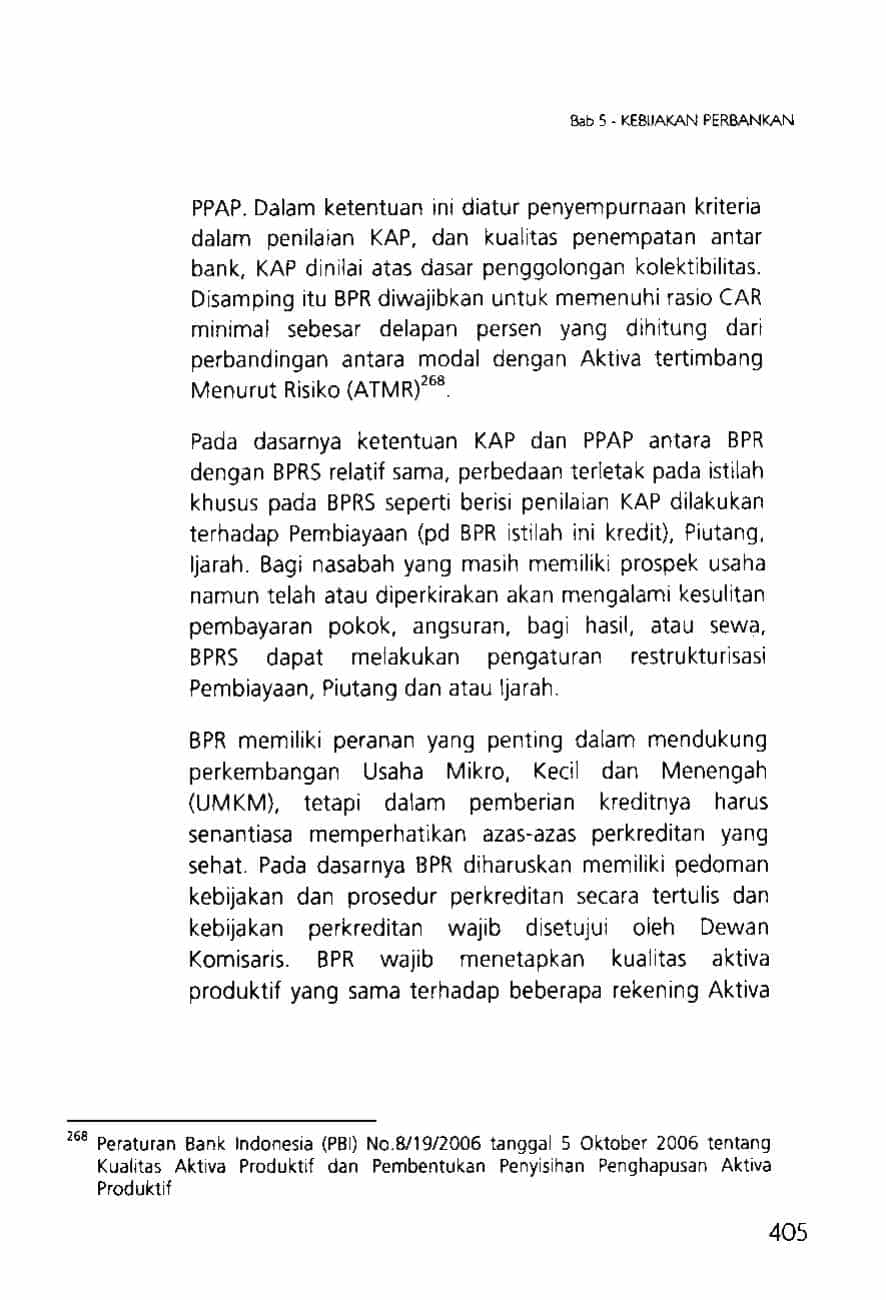 Bab 5 - KEBIJAKAN PERBANKAN
PPAP. Dalam ketentuan ini diatur penyempurnaan kriteria
dalam penilaian KAP, dan kualitas penempatan antar
bank, KAP dinilai atas dasar penggolongan kolektibilitas.
Disamping itu BPR diwajibkan untuk memenuhi rasio CAR
minimal sebesar delapan persen yang dihitung dari
perbandingan antara modal dengan Aktiva tertimbang
Menurut Risiko (ATMR)268.
Pada dasarnya ketentuan KAP dan PPAP antara BPR
dengan BPRS relatif sama, perbedaan terletak pada istilah
khusus pada BPRS seperti berisi penilaian KAP dilakukan
terhadap Pembiayaan (pd BPR istilah ini kredit), Piutang,
Ijarah. Bagi nasabah yang masih memiliki prospek usaha
namun telah atau diperkirakan akan mengalami kesulitan
pembayaran pokok, angsuran, bagi hasil, atau sewa,
BPRS dapat melakukan pengaturan restrukturisasi
Pembiayaan, Piutang dan atau Ijarah.
BPR memiliki peranan yang penting dalam mendukung
perkembangan Usaha Mikro, Kecil dan Menengah
(UMKM), tetapi dalam pemberian kreditnya harus
senantiasa memperhatikan azas-azas perkreditan yang
sehat. Pada dasarnya BPR diharuskan memiliki pedoman
kebijakan dan prosedur perkreditan secara tertulis dan
kebijakan perkreditan wajib disetujui oleh Dewan
Komisaris. BPR wajib menetapkan kualitas aktiva
produktif yang sama terhadap beberapa rekening Aktiva
268 Peraturan Bank Indonesia (PBI) No.8/19/2006 tanggal 5 Oktober 2006 tentang
Kualitas Aktiva Produktif dan Pembentukan Penyisihan Penghapusan Aktiva
Produktif
405